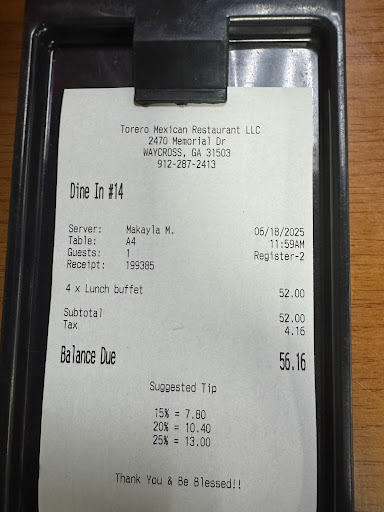 Torero Mexican Restaurant LLC
2470 Memorial Dr
WAYCROSS, GA 31503
912-287-2413
Dine In #14
Server: Makayla M. 06/18/2025
Table: A4 11:59AM
Guests: 1 Register-2
Receipt: 199385
4 x Lunch buffet 52.00
Subtotal 52.00
Tax 4.16
Balance Due 56.16
Suggested Tip
15% = 7.80
20% = 10.40
25% = 13.00
Thank You & Be Blessed!!